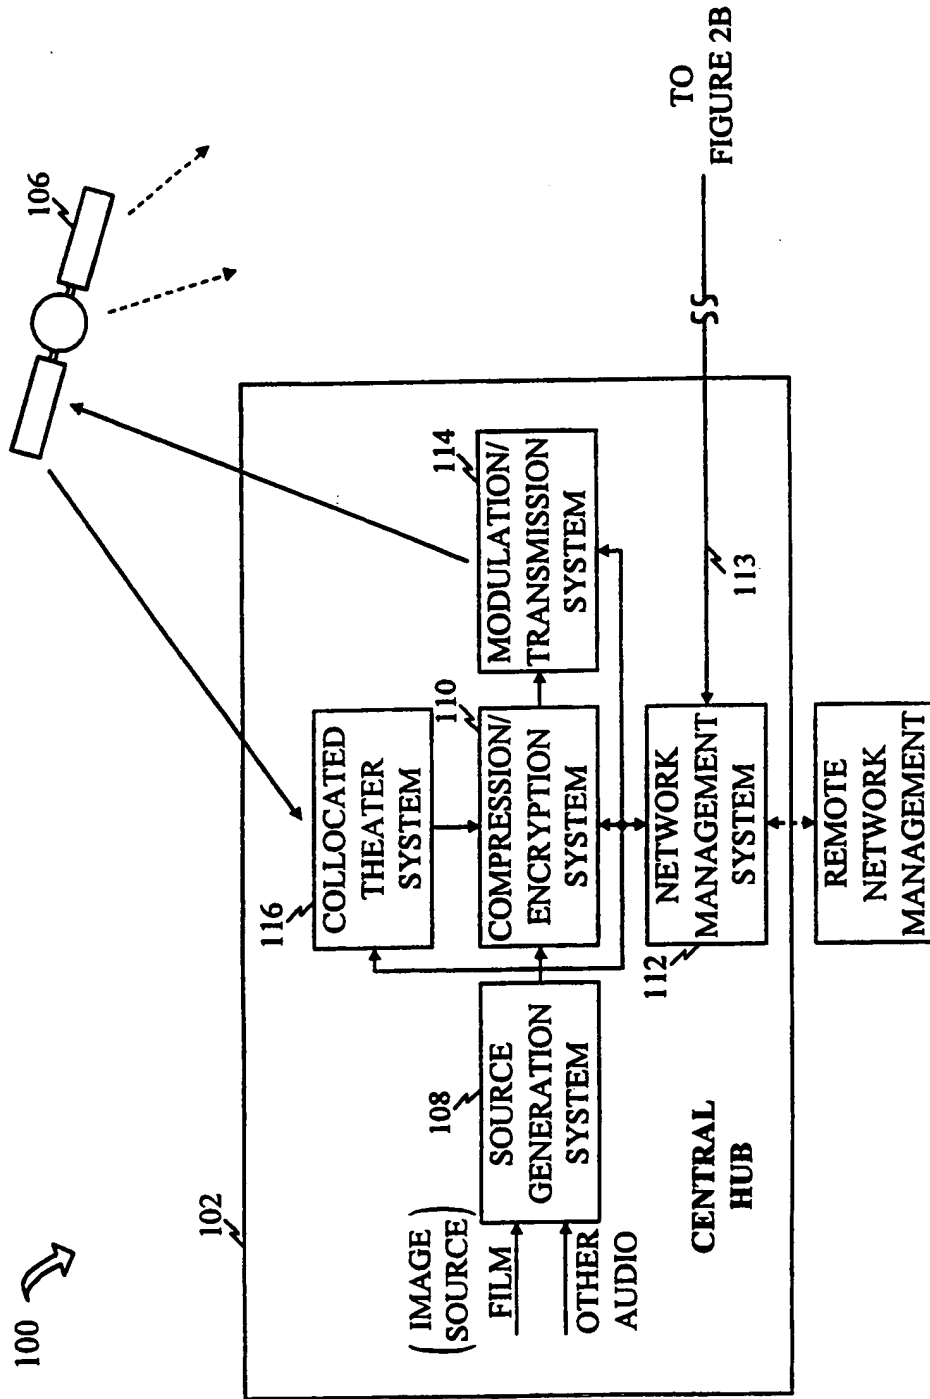 100
102
106
(IMAGE
SOURCE)
FILM
OTHER
AUDIO
108
SOURCE
GENERATION
SYSTEM
116
COLLOCATED
THEATER
SYSTEM
110
COMPRESSION/
ENCRYPTION
SYSTEM
114
MODULATION/
TRANSMISSION
SYSTEM
112
NETWORK
MANAGEMENT
SYSTEM
113
TO
FIGURE 2B
CENTRAL
HUB
REMOTE
NETWORK
MANAGEMENT